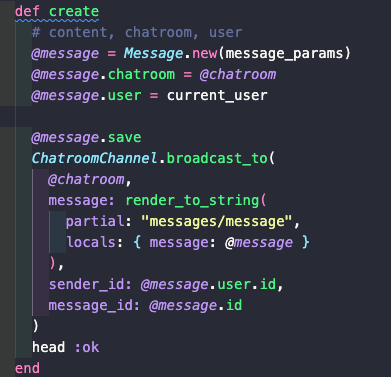 def create
# content, chatroom, user
@message = Message.new(message_params)
@message.chatroom = @chatroom
@message.user = current_user
@message.save
ChatroomChannel.broadcast_to(
@chatroom,
message: render_to_string(
partial: "messages/message",
locals: { message: @message }
),
sender_id: @message.user.id,
message_id: @message.id
)
head :ok
end